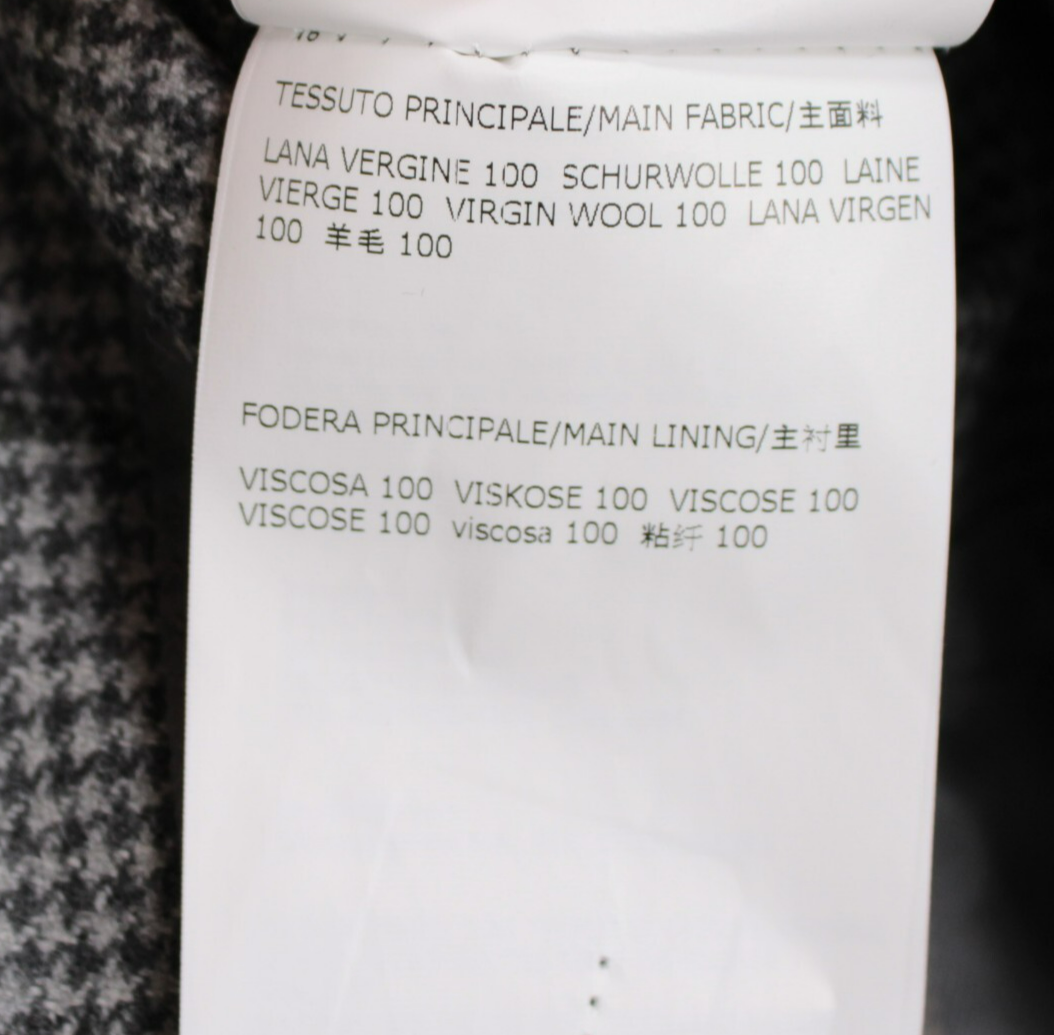 TESSUTO PRINCIPALE/MAIN FABRIC/主面料
LANA VERGINE 100 SCHURWOLLE 100 LAINE
VIERGE 100 VIRGIN WOOL 100 LANA VIRGEN
100 羊毛 100
FODERA PRINCIPALE/MAIN LINING/主衬里
VISCOSA 100 VISKOSE 100 VISCOSE 100
VISCOSE 100 viscosa 100 粘纤 100